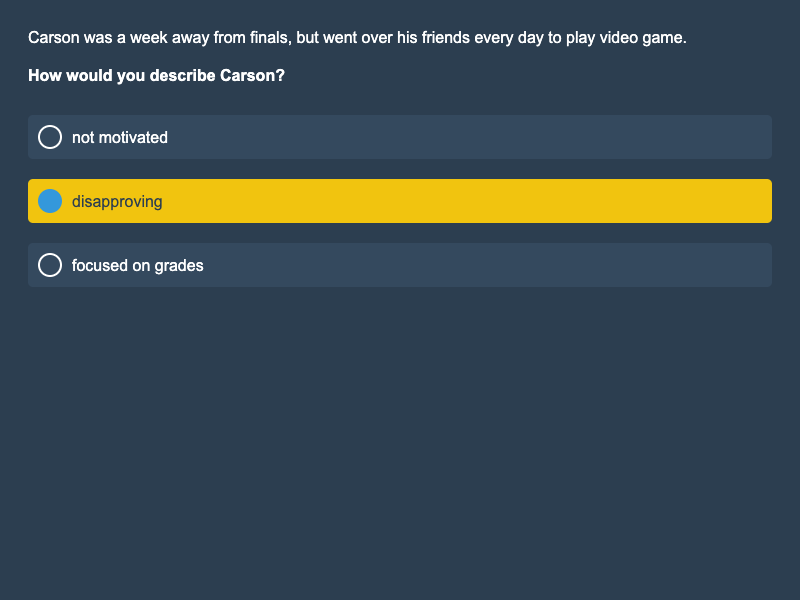 Carson was a week away from finals, but went over his friends every day to play video game.
How would you describe Carson?
not motivated
disapproving
focused on grades